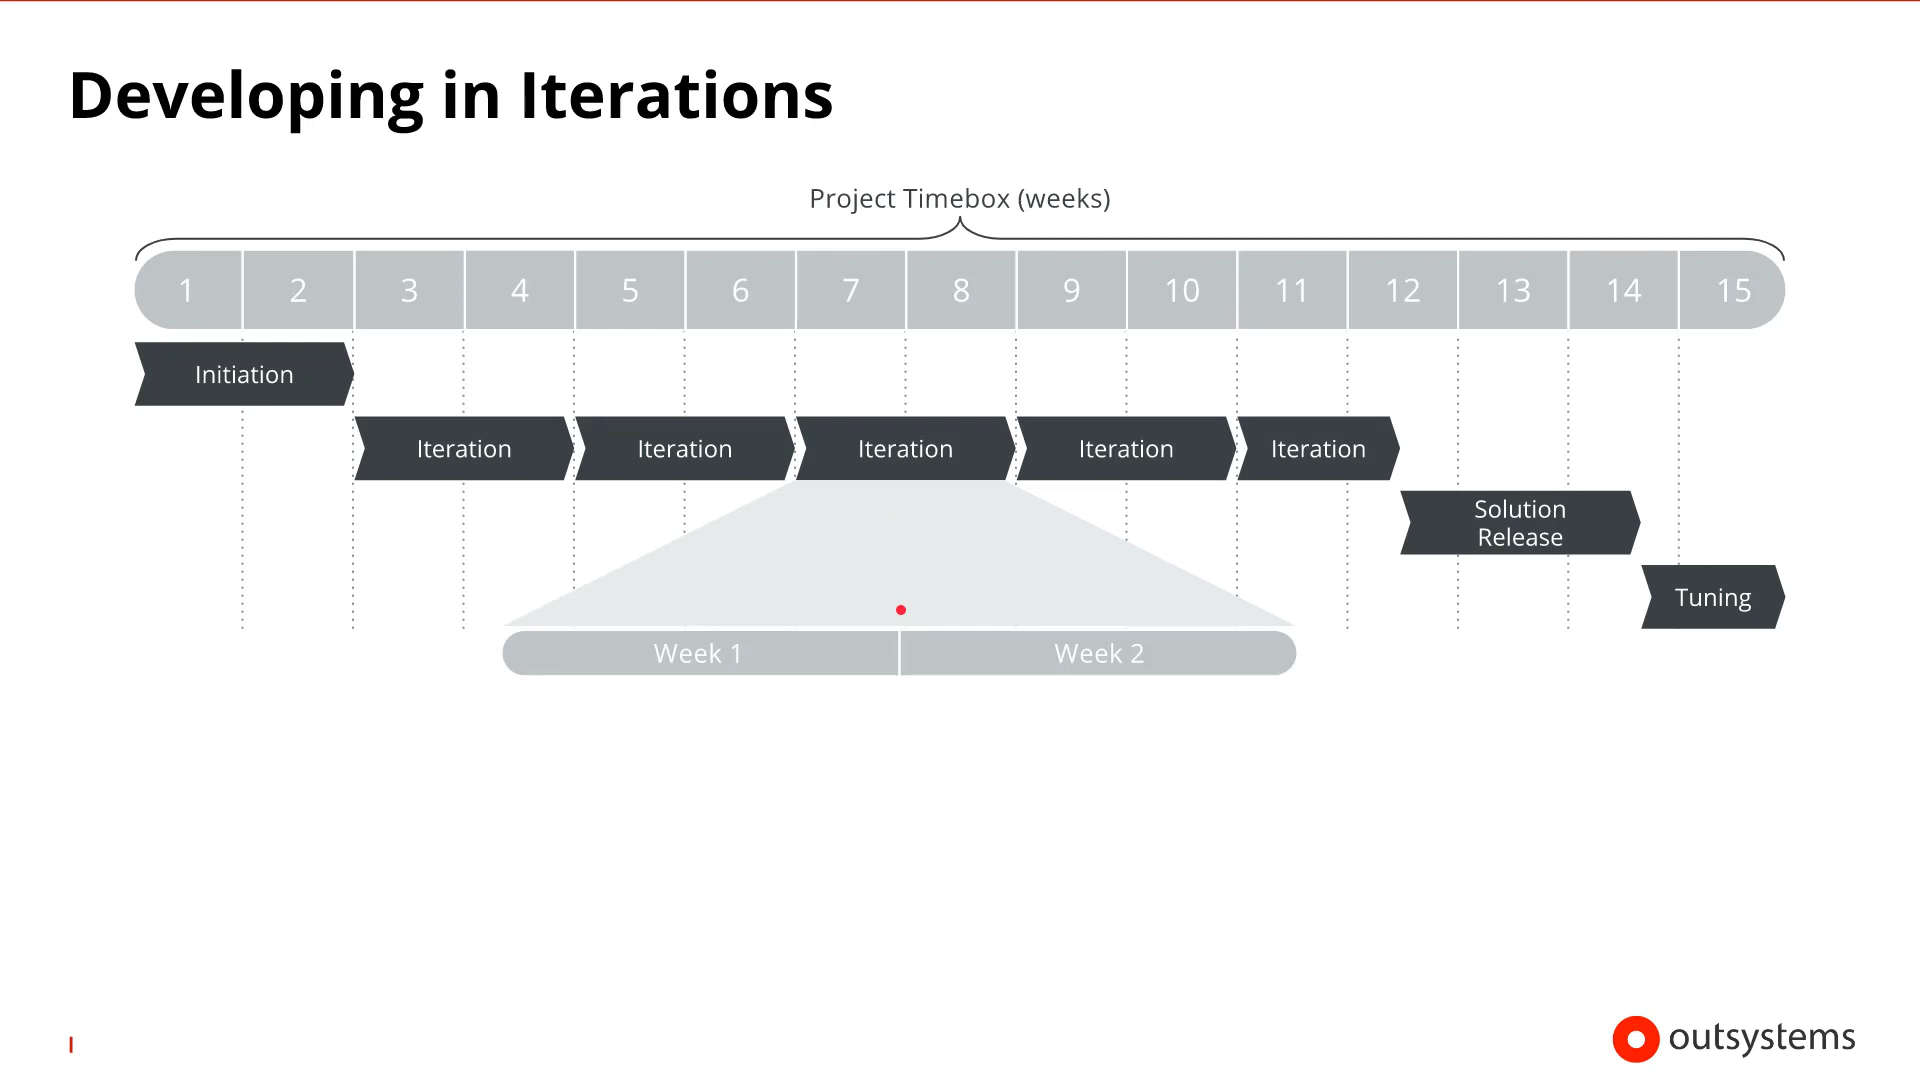 Developing in Iterations
Project Timebox (weeks)
1 2 3 4 5 6 7 8 9 10 11 12 13 14 15
Initiation
Iteration Iteration Iteration Iteration Iteration
Solution
Release
Tuning
Week 1 Week 2
outsystems